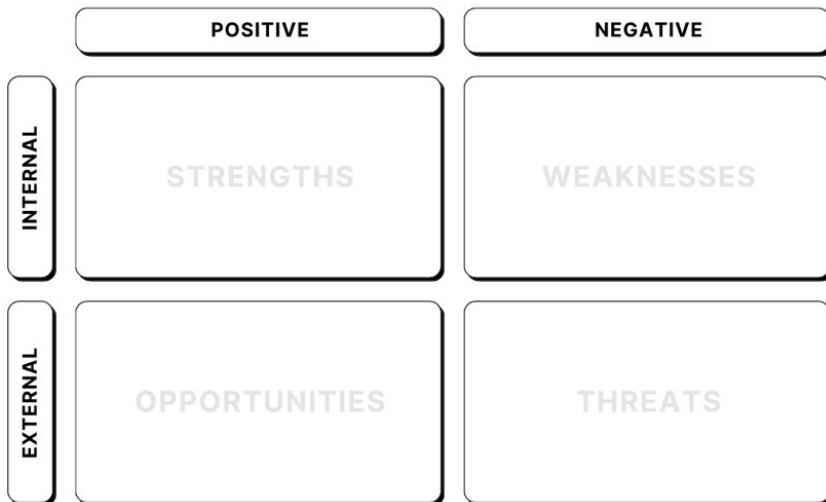 POSITIVE
NEGATIVE
INTERNAL
STRENGTHS
WEAKNESSES
EXTERNAL
OPPORTUNITIES
THREATS